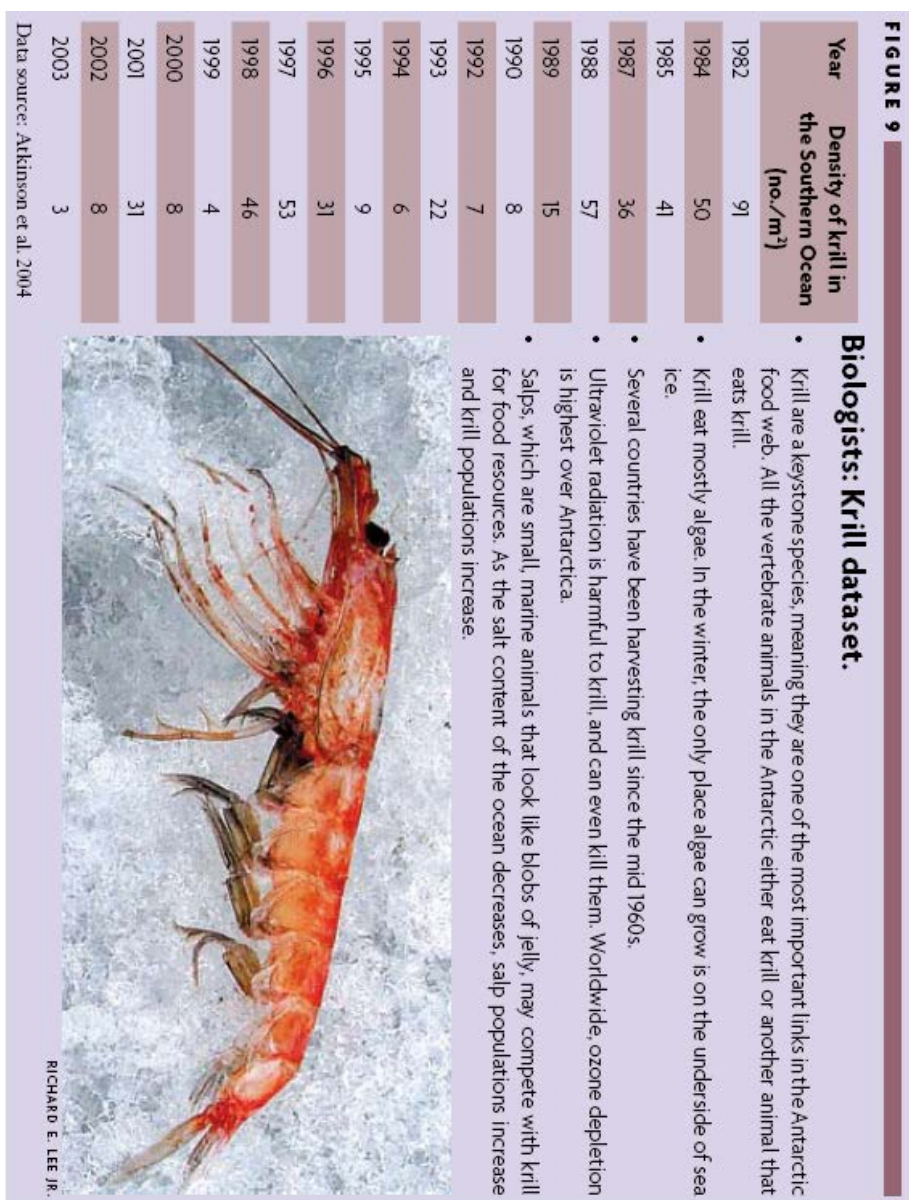 FIGURE 9
Biologists: Krill dataset.
Year Density of krill in
the Southern Ocean
(no./m²)
1982 91
1984 50
1985 41
1987 36
1988 57
1989 15
1990 8
1992 7
1993 22
1994 6
1995 9
1996 31
1997 53
1998 46
1999 4
2000 8
2001 31
2002 8
2003 3
Data source: Atkinson et al. 2004
• Krill are a keystone species, meaning they are one of the most important links in the Antarctic
food web. All the vertebrate animals in the Antarctic either eat krill or another animal that
eats krill.
• Krill eat mostly algae. In the winter, the only place algae can grow is on the underside of sea
ice.
• Several countries have been harvesting krill since the mid 1960s.
• Ultraviolet radiation is harmful to krill, and can even kill them. Worldwide, ozone depletion
is highest over Antarctica.
• Salps, which are small, marine animals that look like blobs of jelly, may compete with krill
for food resources. As the salt content of the ocean decreases, salp populations increase
and krill populations increase.
RICHARD E. LEE JR.